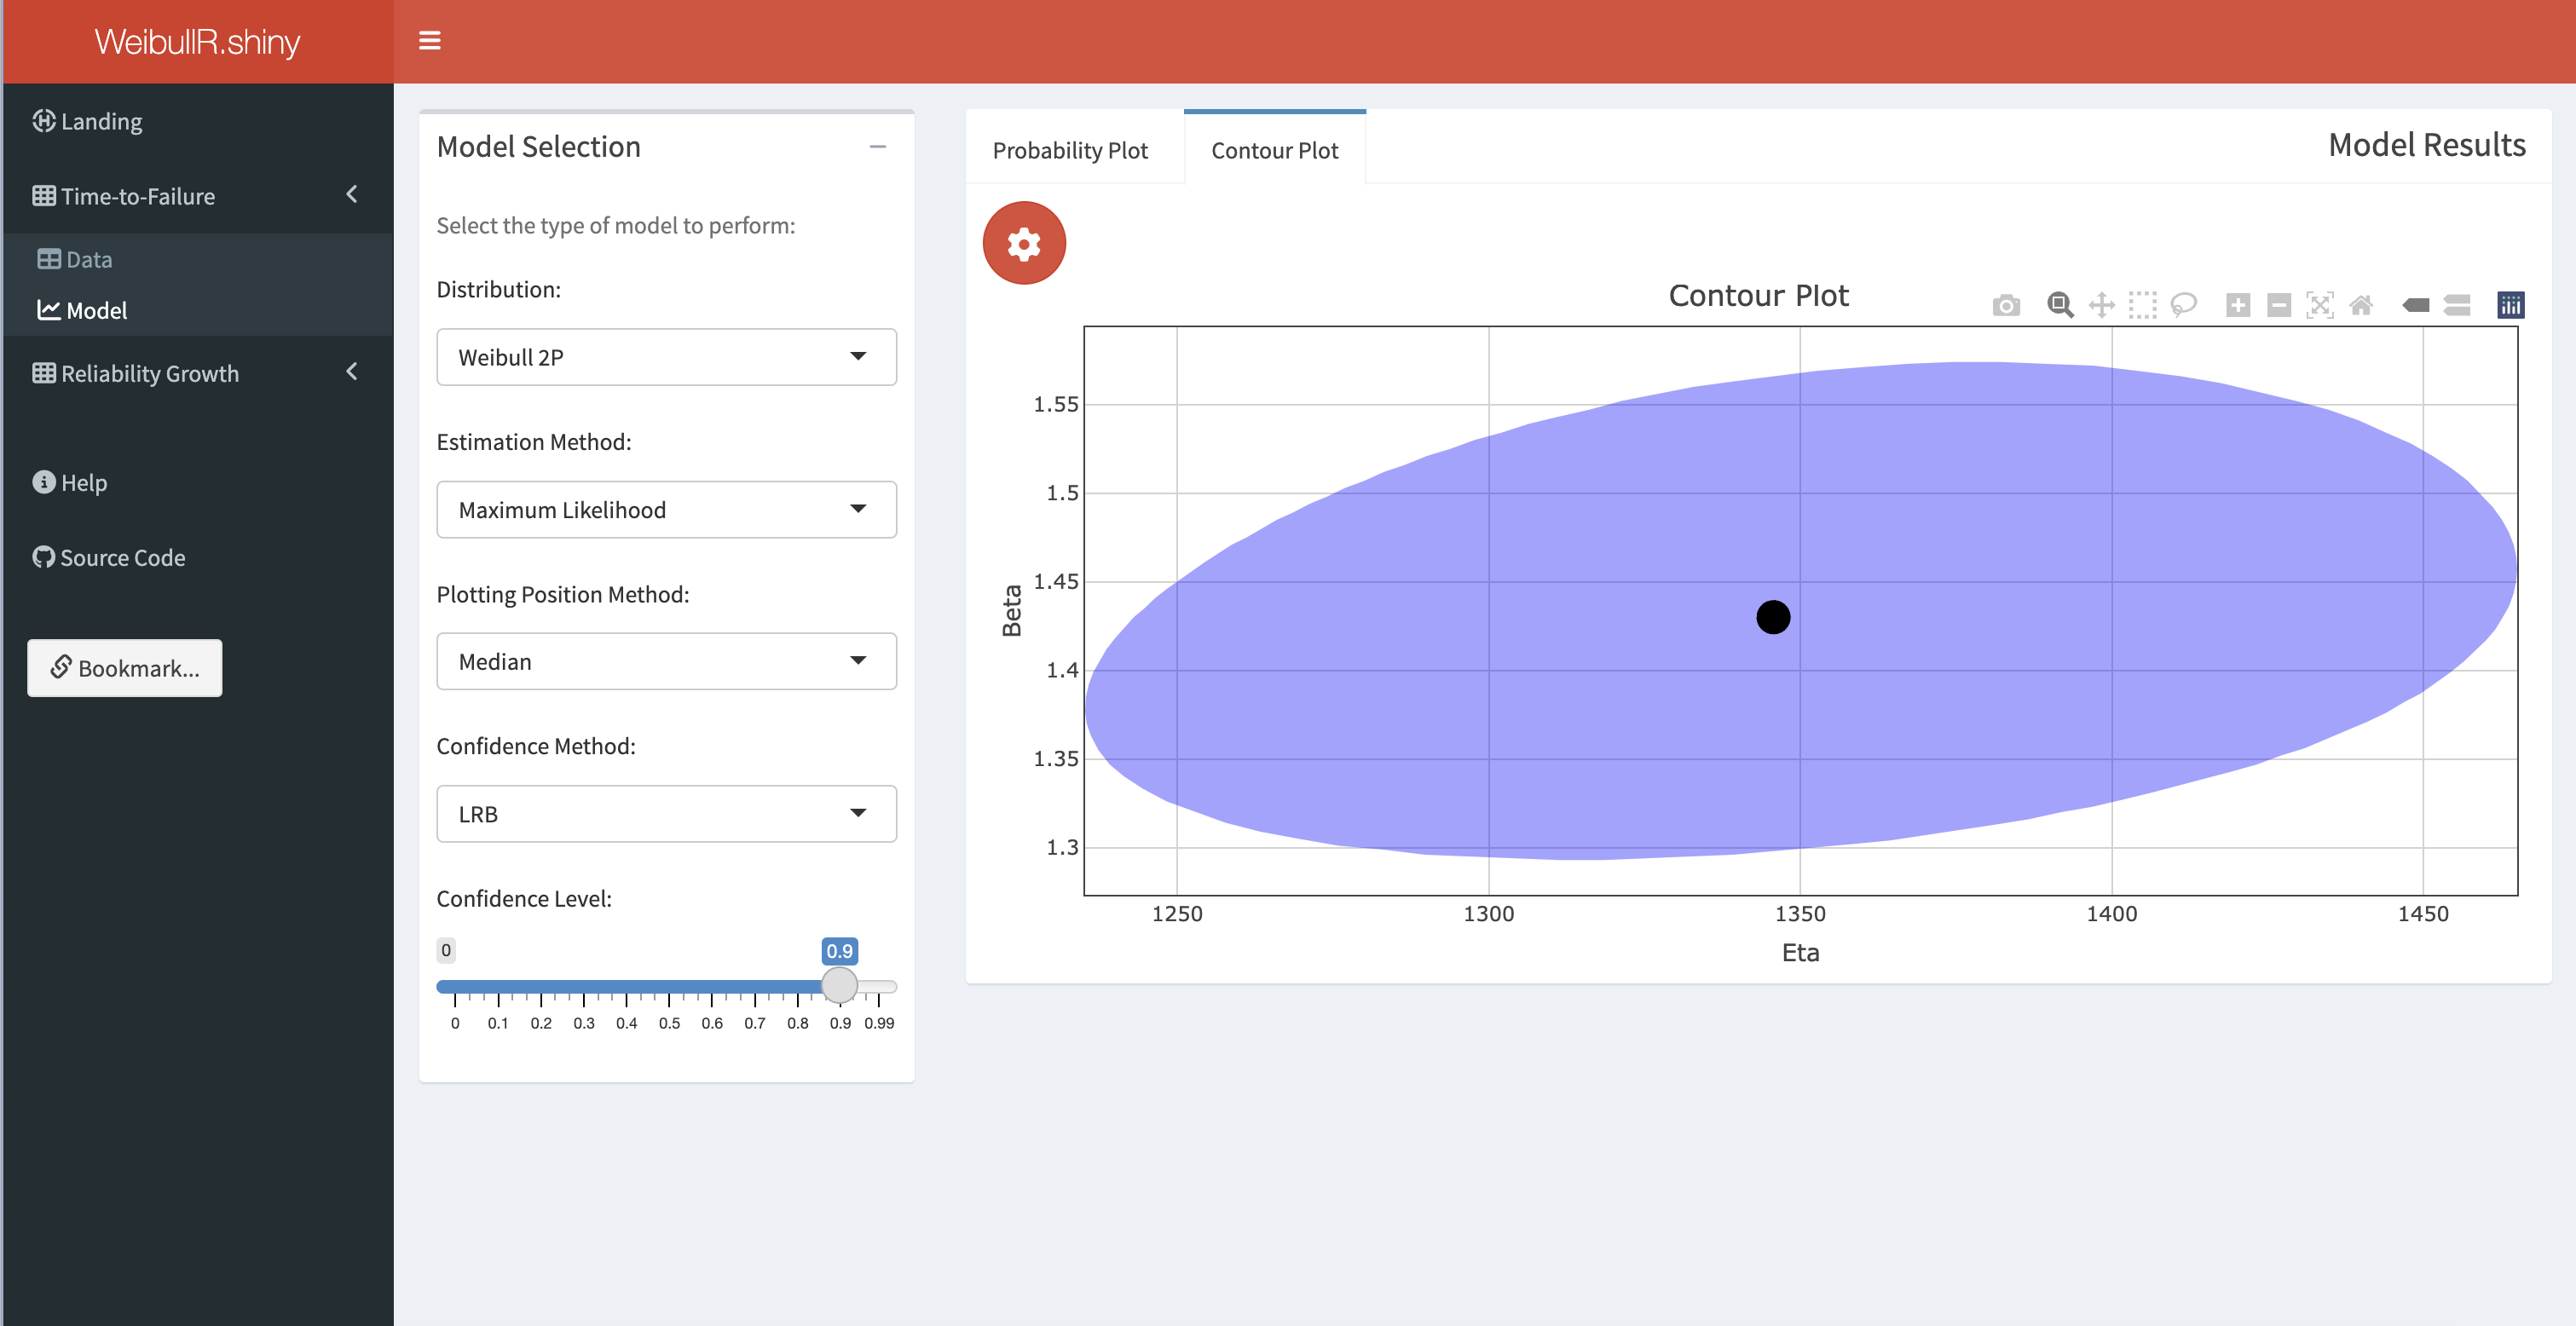 WeibullR.shiny
Landing
Time-to-Failure
Data
Model
Reliability Growth
Help
Source Code
Bookmark...
Model Selection
Select the type of model to perform:
Distribution:
Weibull 2P
Estimation Method:
Maximum Likelihood
Plotting Position Method:
Median
Confidence Method:
LRB
Confidence Level:
0 0.9
0 0.1 0.2 0.3 0.4 0.5 0.6 0.7 0.8 0.9 0.99
Probability Plot Contour Plot Model Results
Contour Plot
1.55
1.5
1.45
1.4
1.35
1.3
Beta
1250 1300 1350 1400 1450
Eta